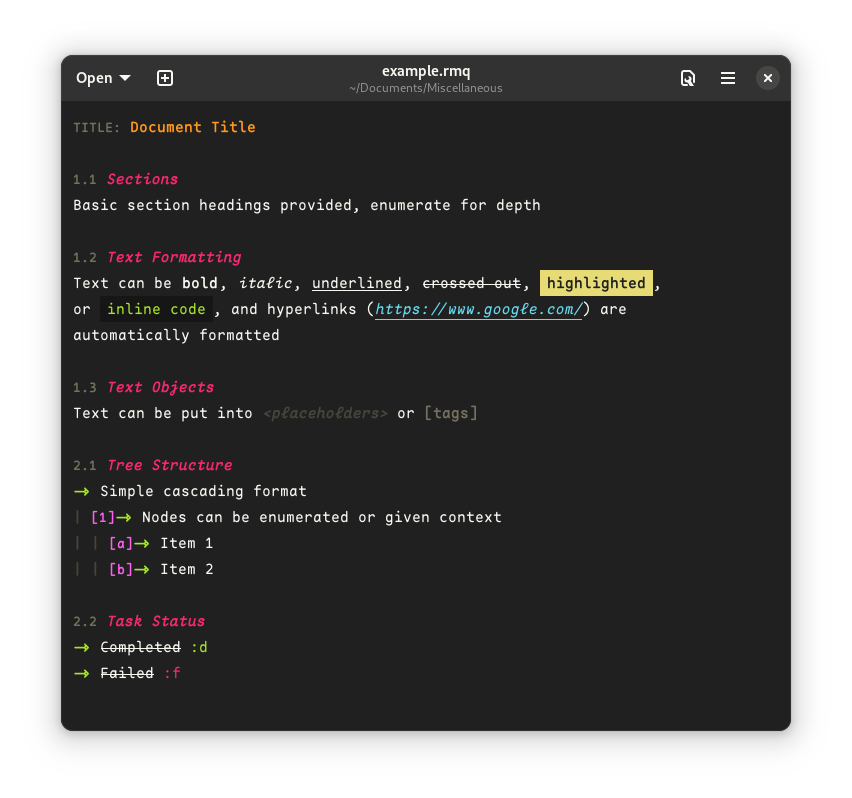 Open
example.rmq
~/Documents/Miscellaneous
TITLE: Document Title
1.1 Sections
Basic section headings provided, enumerate for depth
1.2 Text Formatting
Text can be bold, italic, underlined, crossed out, highlighted,
or inline code, and hyperlinks (https://www.google.com/) are
automatically formatted
1.3 Text Objects
Text can be put into <placeholders> or [tags]
2.1 Tree Structure
→ Simple cascading format
| [1]→ Nodes can be enumerated or given context
| | [a]→ Item 1
| | [b]→ Item 2
2.2 Task Status
→ Completed :d
→ Failed :f